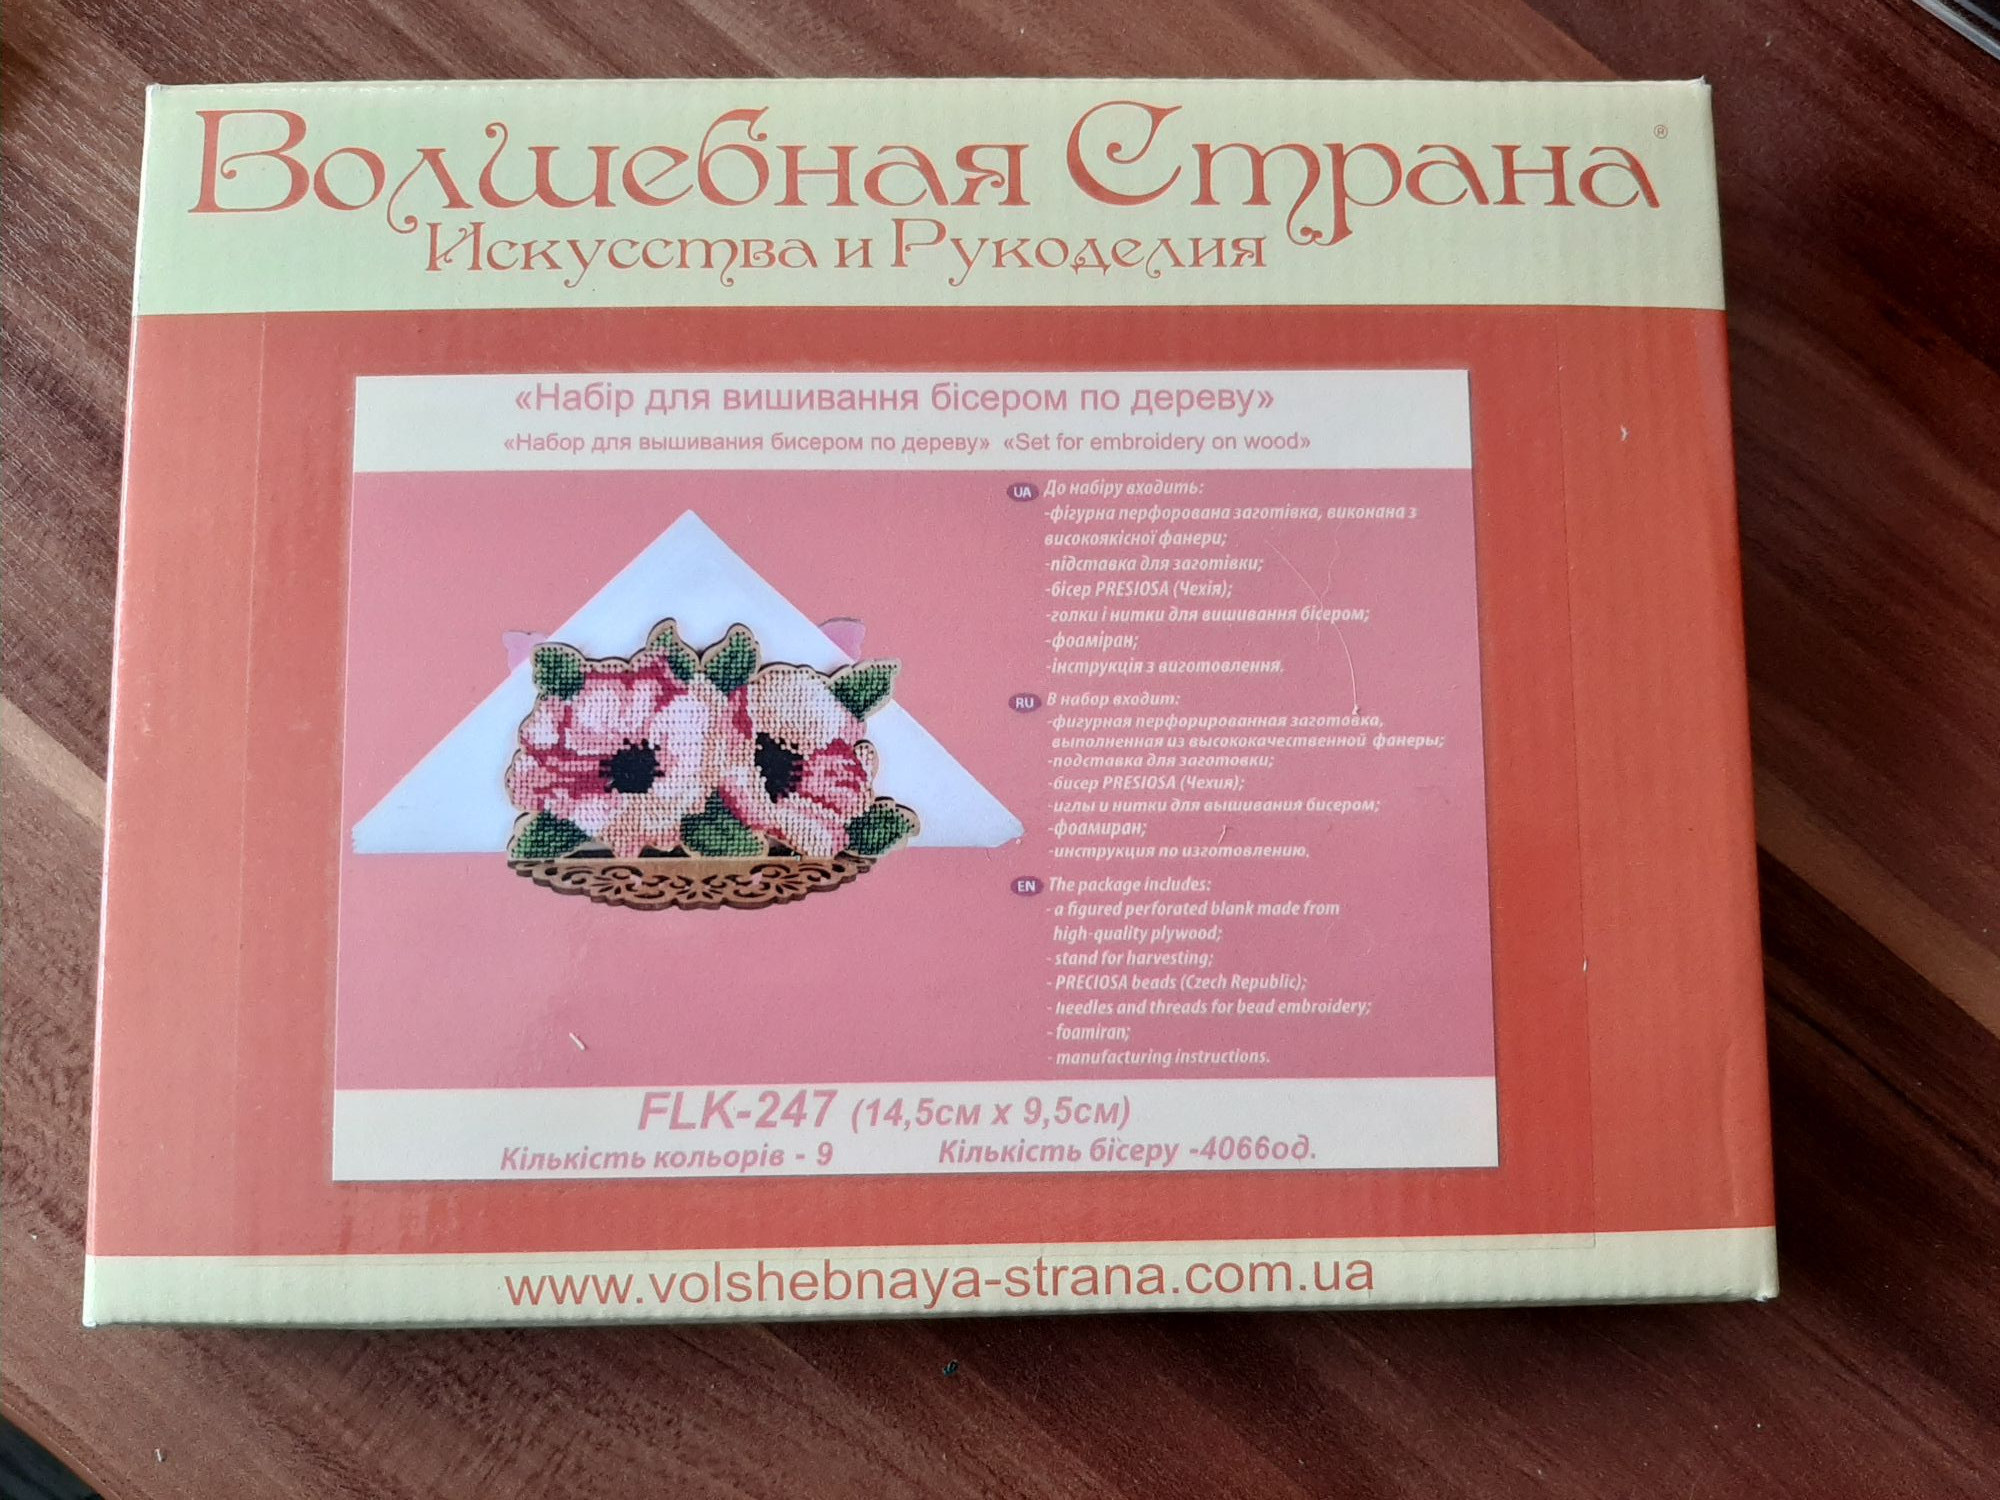 Волшебная Страна ®
Искусства и Рукоделия
«Набір для вишивання бісером по дереву»
«Набор для вышивания бисером по дереву» «Set for embroidery on wood»
UA До набіру входить:
-фігурна перфорована заготівка, виконана з
високоякісної фанери;
-підставка для заготівки;
-бісер PRESIOSA (Чехія);
-голки і нитки для вишивання бісером;
-фоаміран;
-інструкція з виготовлення.
RU В набор входит:
-фигурная перфорированная заготовка,
выполненная из высококачественной фанеры;
-подставка для заготовки;
-бисер PRESIOSA (Чехия);
-иглы и нитки для вышивания бисером;
-фоамиран;
-инструкция по изготовлению.
EN The package includes:
- a figured perforated blank made from
high-quality plywood;
- stand for harvesting;
- PRECIOSA beads (Czech Republic);
- needles and threads for bead embroidery;
- foamiran;
- manufacturing instructions.
FLK-247 (14,5см х 9,5см)
Кількість кольорів - 9 Кількість бісеру -4066од.
www.volshebnaya-strana.com.ua